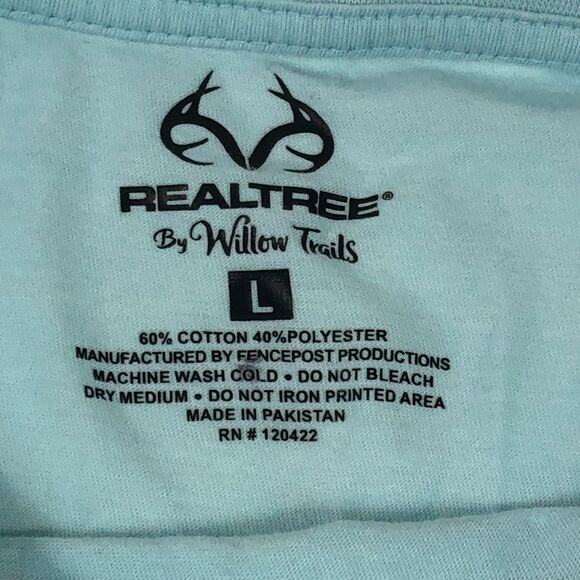 REALTREE®
By Willow Trails
L
60% COTTON 40%POLYESTER
MANUFACTURED BY FENCEPOST PRODUCTIONS
MACHINE WASH COLD • DO NOT BLEACH
DRY MEDIUM • DO NOT IRON PRINTED AREA
MADE IN PAKISTAN
RN # 120422